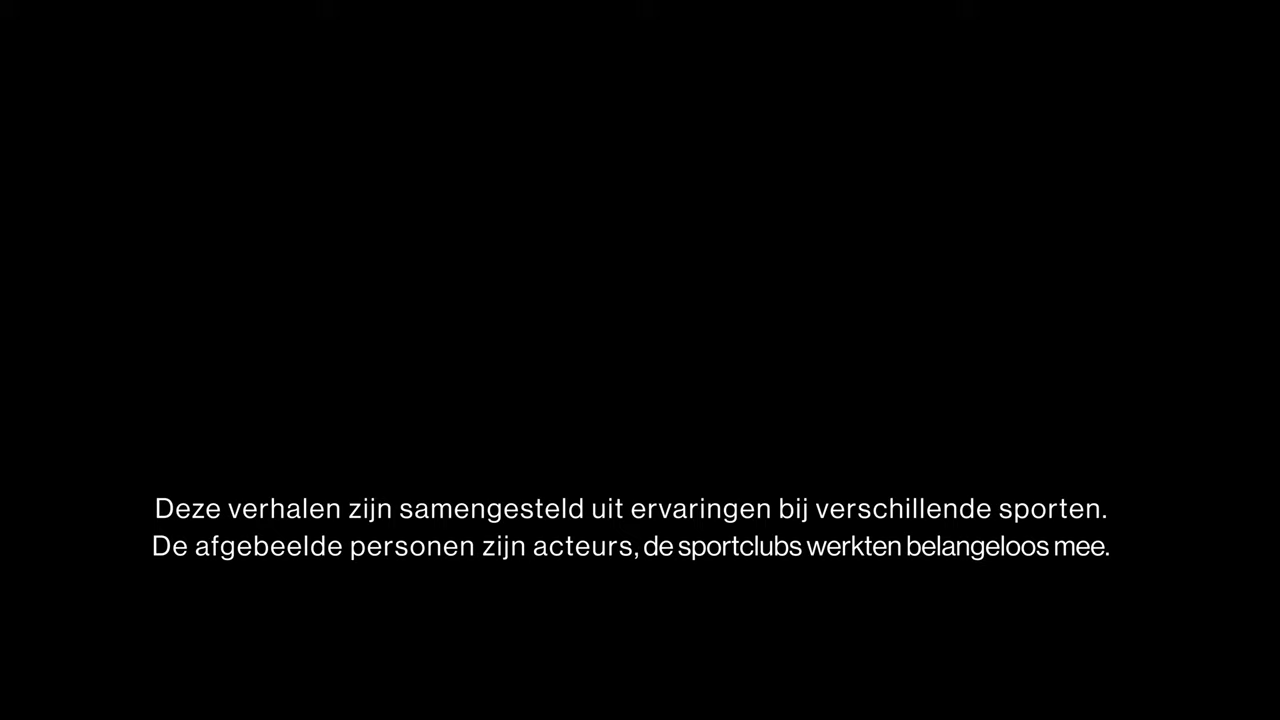 Deze verhalen zijn samengesteld uit ervaringen bij verschillende sporten.
De afgebeelde personen zijn acteurs, de sportclubs werkten belangeloos mee.